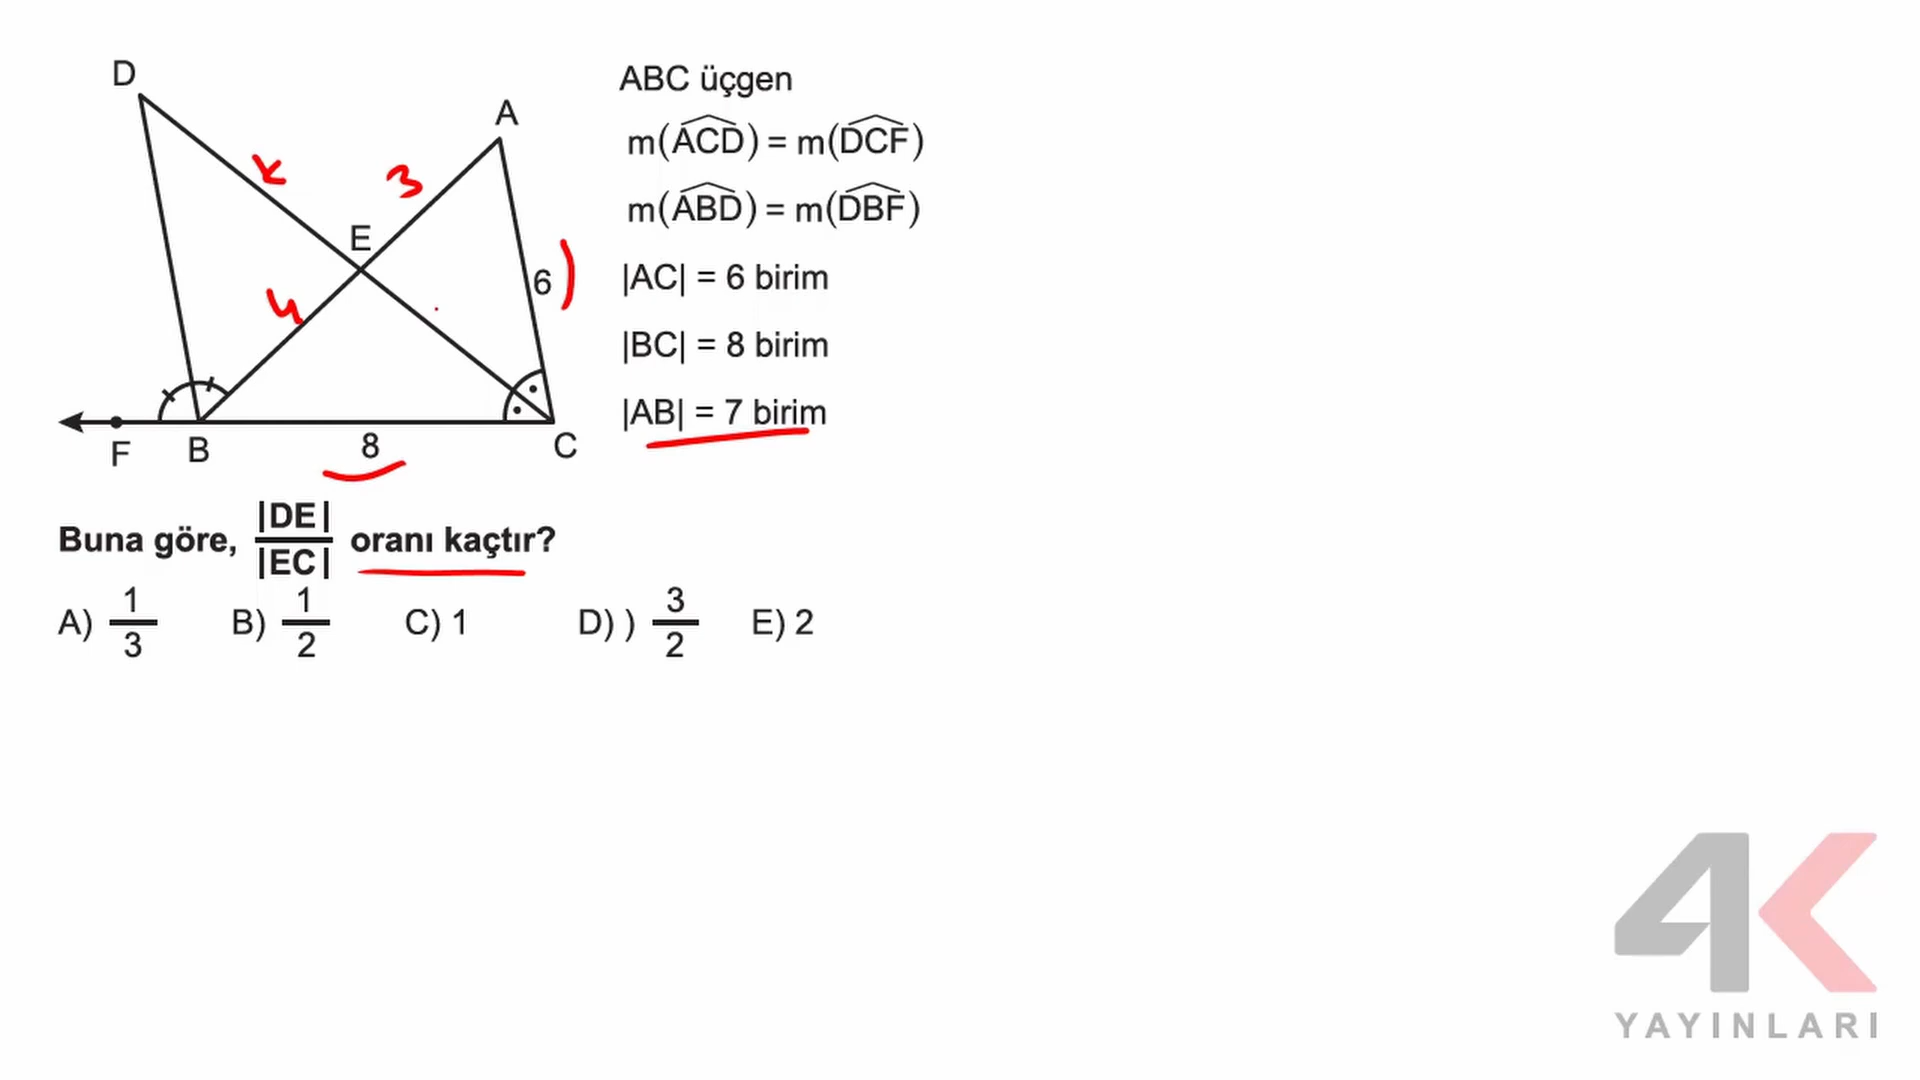 D
A
x
3
E
4
6
F
B
8
C
ABC üçgen
m(ACD) = m(DCF)
m(ABD) = m(DBF)
|AC| = 6 birim
|BC| = 8 birim
|AB| = 7 birim
Buna göre, |DE| / |EC| oranı kaçtır?
A) 1/3 B) 1/2 C) 1 D) ) 3/2 E) 2
4K
YAYINLARI